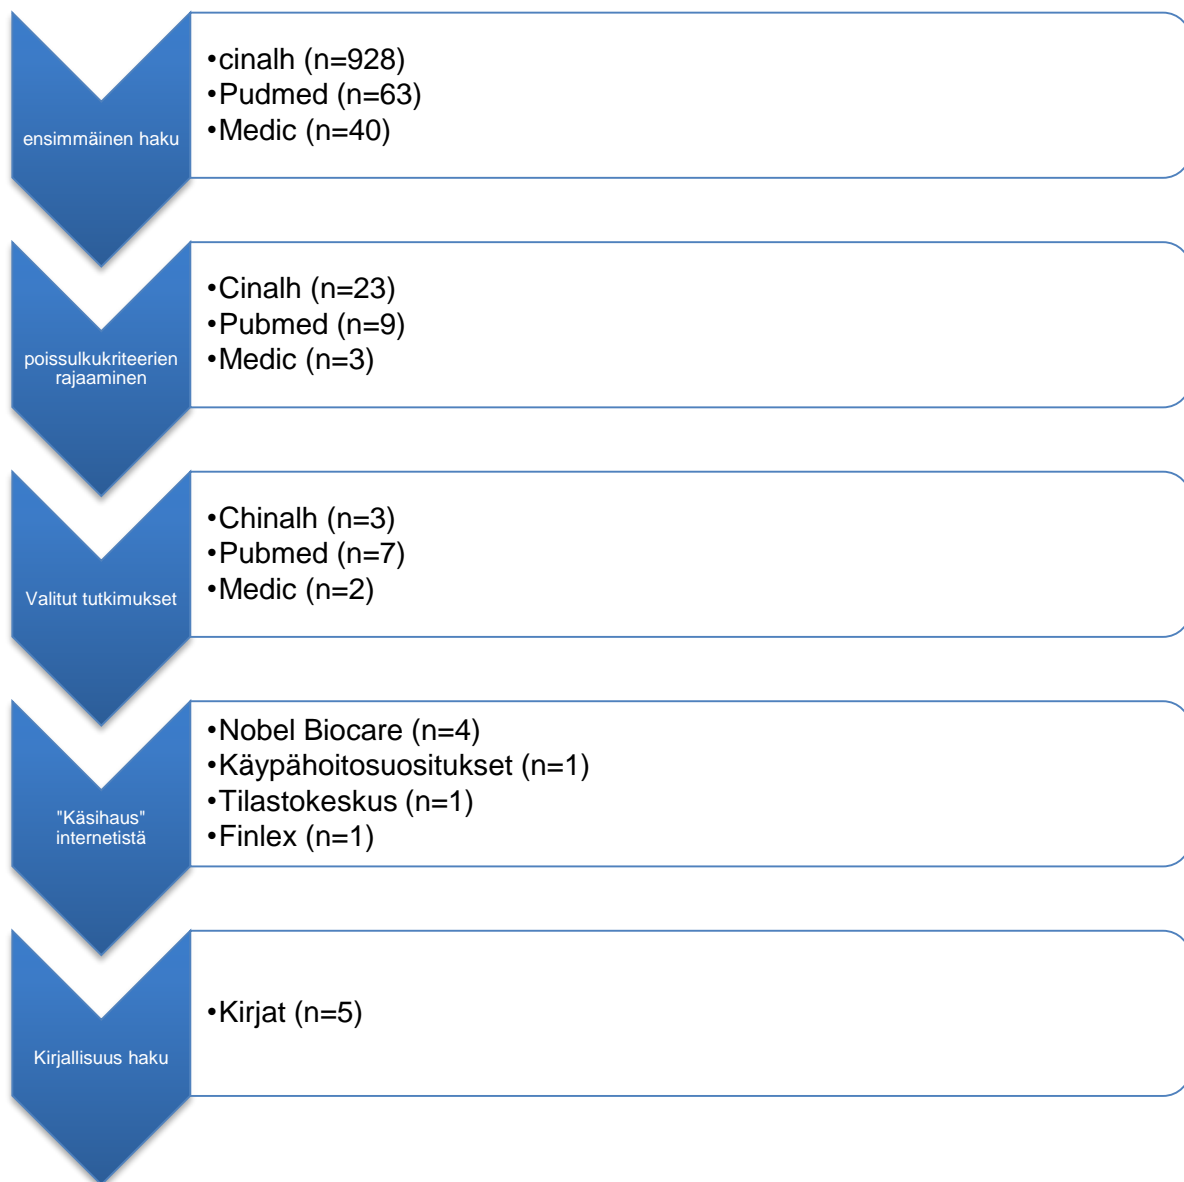 ensimmäinen haku
•cinalh (n=928)
•Pudmed (n=63)
•Medic (n=40)
poissulkukriteerien
rajaaminen
•Cinalh (n=23)
•Pubmed (n=9)
•Medic (n=3)
Valitut tutkimukset
•Chinalh (n=3)
•Pubmed (n=7)
•Medic (n=2)
"Käsihaus"
internetistä
•Nobel Biocare (n=4)
•Käypähoitosuositukset (n=1)
•Tilastokeskus (n=1)
•Finlex (n=1)
Kirjallisuus haku
•Kirjat (n=5)